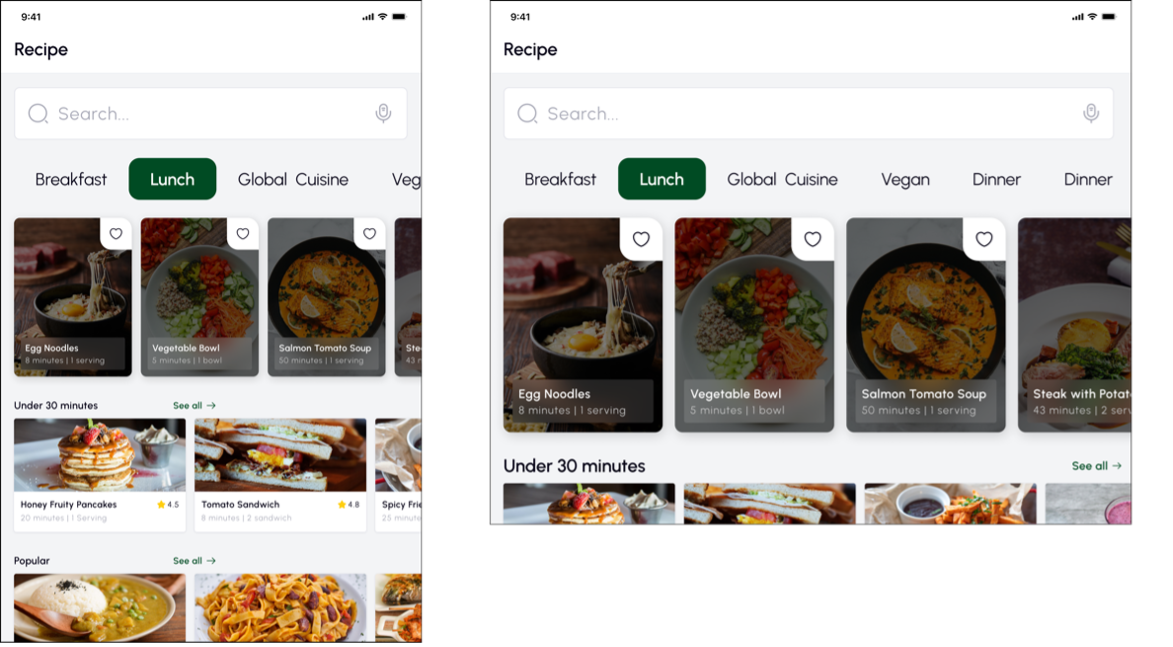 9:41
Recipe
Search...
Breakfast Lunch Global Cuisine Veg
Egg Noodles
8 minutes | 1 serving
Vegetable Bowl
5 minutes | 1 bowl
Salmon Tomato Soup
50 minutes | 1 serving
Ste
43 m
Under 30 minutes See all →
Honey Fruity Pancakes 4.5
20 minutes | 1 Serving
Tomato Sandwich 4.8
8 minutes | 2 sandwich
Spicy Frie
25 minute
Popular See all →
9:41
Recipe
Search...
Breakfast Lunch Global Cuisine Vegan Dinner Dinner
Egg Noodles
8 minutes | 1 serving
Vegetable Bowl
5 minutes | 1 bowl
Salmon Tomato Soup
50 minutes | 1 serving
Steak with Potat
43 minutes | 2 serv
Under 30 minutes See all →